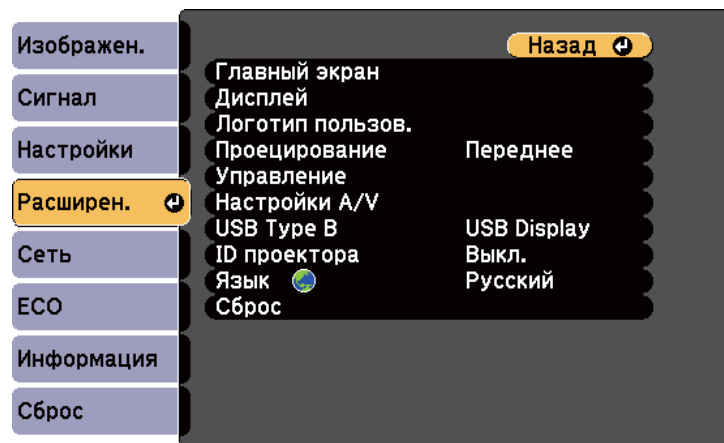 Изображен.
Сигнал
Настройки
Расширен.
Сеть
ECO
Информация
Сброс
Назад
Главный экран
Дисплей
Логотип пользов.
Проецирование Переднее
Управление
Настройки A/V
USB Type B USB Display
ID проектора Выкл.
Язык Русский
Сброс